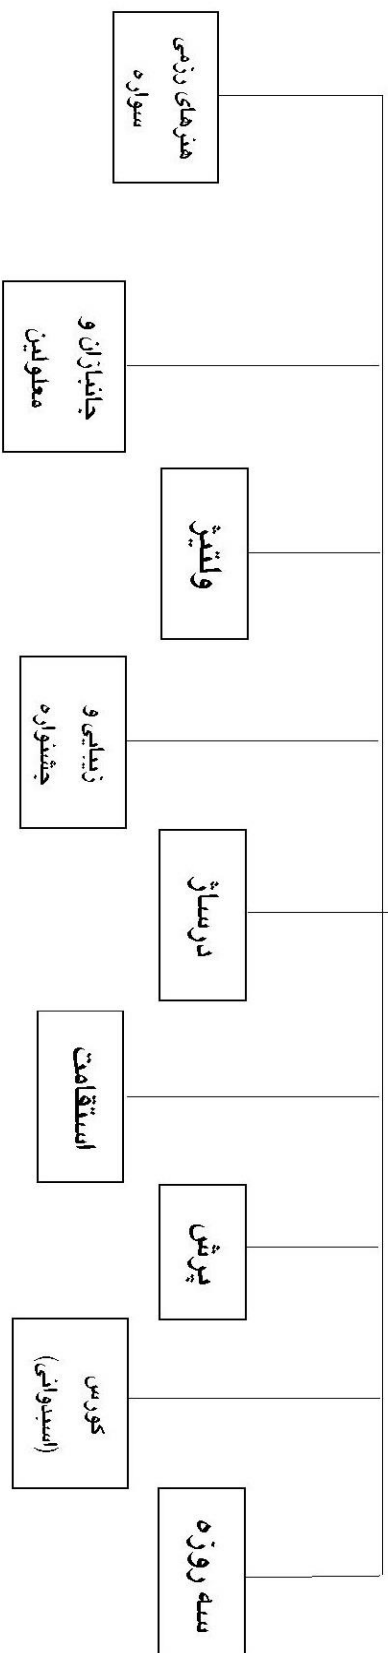 هنرهای رزمی
سواره
جانبازان و
معلولین
ولتیژ
زیبایی و
جشنواره
درساژ
استقامت
پرش
کورس
(اسبدوانی)
سه روزه